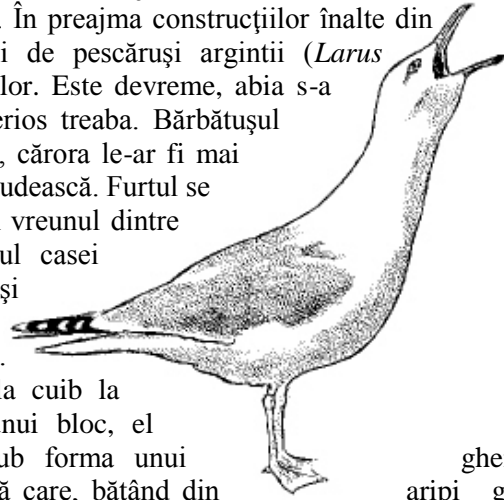 În preajma construcţiilor înalte din
i de pescăruşi argintii (Larus
lor. Este devreme, abia s-a
erios treaba. Bărbătuşul
, cărora le-ar fi mai
udească. Furtul se
vreunul dintre
ul casei
şi
.
a cuib la
unui bloc, el
ub forma unui ghe
ă care, bătând din aripi g